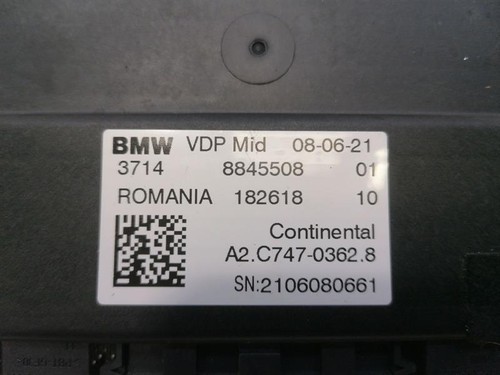 BMW VDP Mid 08-06-21
3714 8845508 01
ROMANIA 182618 10
Continental
A2.C747-0362.8
SN:2106080661